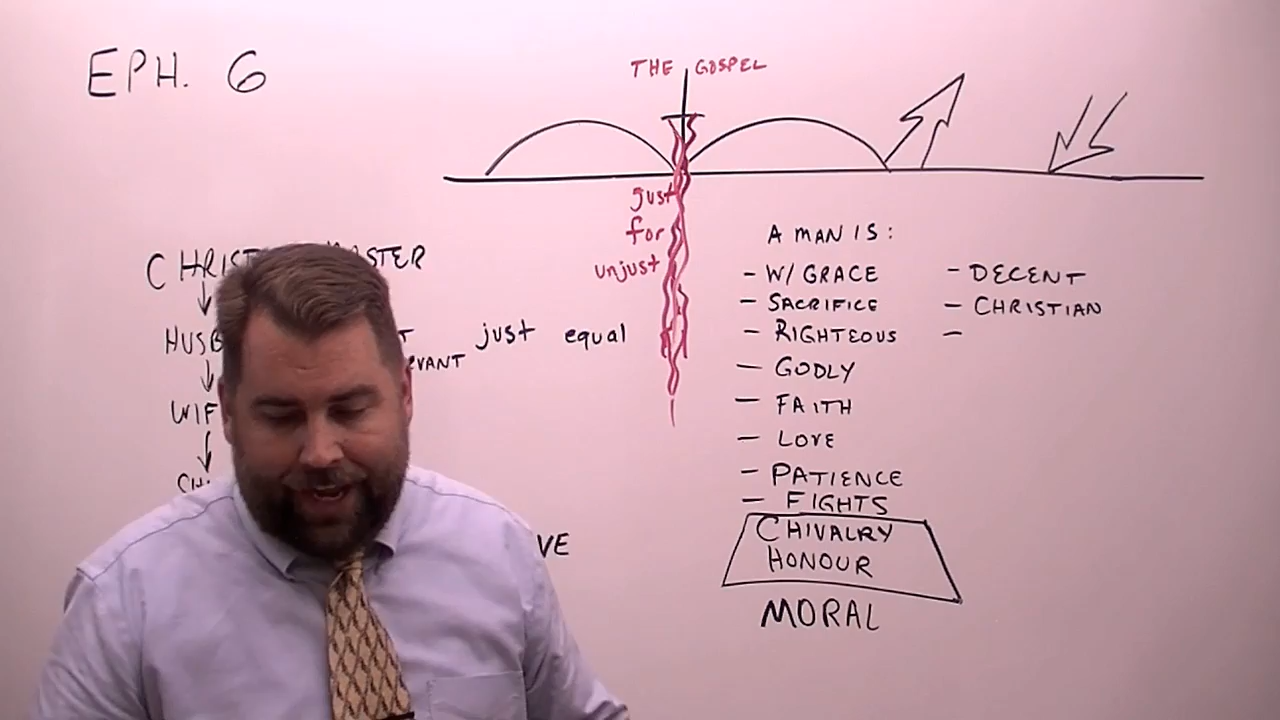 EPH. 6
THE GOSPEL
just
for
unjust
CHRIST
just equal
A MAN IS:
- W/ GRACE
- SACRIFICE
- RIGHTEOUS
- GODLY
- FAITH
- LOVE
- PATIENCE
- FIGHTS
CHIVALRY
HONOUR
MORAL
- DECENT
- CHRISTIAN
-